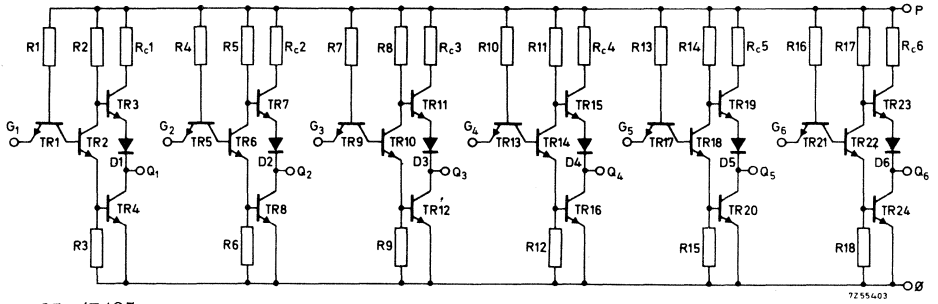 P
R1 R2 Rc1 R4 R5 Rc2 R7 R8 Rc3 R10 R11 Rc4 R13 R14 Rc5 R16 R17 Rc6
TR3 TR7 TR11 TR15 TR19 TR23
G1 TR1 TR2 G2 TR5 TR6 G3 TR9 TR10 G4 TR13 TR14 G5 TR17 TR18 G6 TR21 TR22
D1 D2 D3 D4 D5 D6
Q1 Q2 Q3 Q4 Q5 Q6
TR4 TR8 TR12 TR16 TR20 TR24
R3 R6 R9 R12 R15 R18
Ø
7Z55403